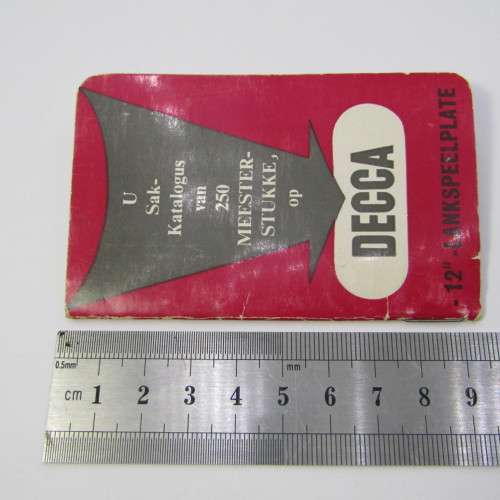 U
Sak-
Katalogus
van
250
MEESTER-
STUKKE,
op
DECCA
- 12" -LANKSPEELPLATE
0.5mm
mm
cm 1 2 3 4 5 6 7 8 9